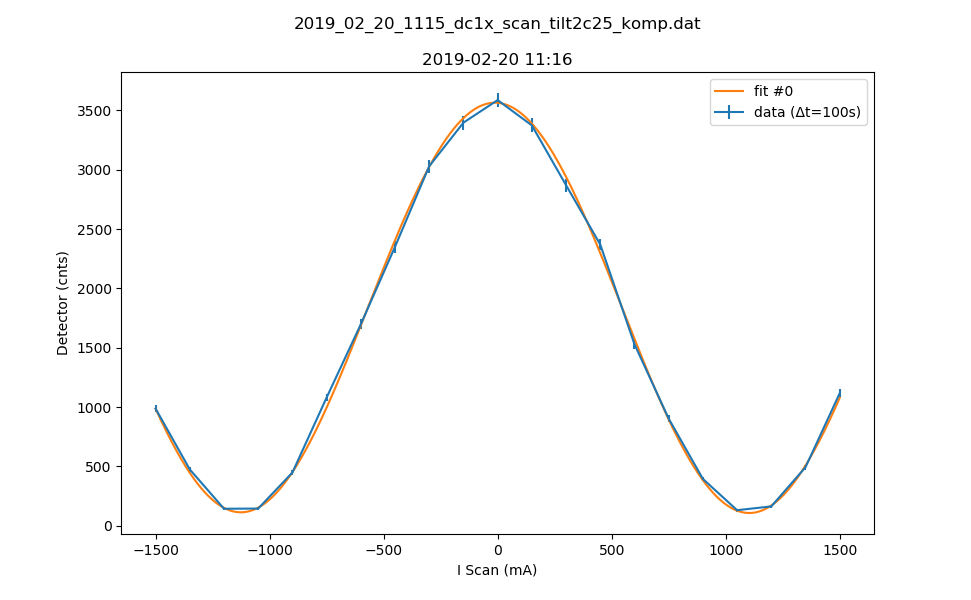 2019_02_20_1115_dc1x_scan_tilt2c25_komp.dat
2019-02-20 11:16
fit #0
data (Δt=100s)
Detector (cnts)
3500
3000
2500
2000
1500
1000
500
0
−1500 −1000 −500 0 500 1000 1500
I Scan (mA)